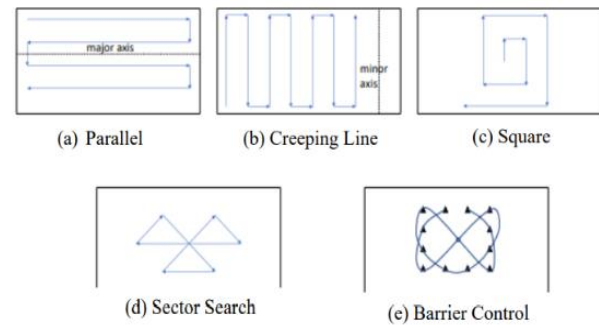 major axis
minor
axis
(a) Parallel
(b) Creeping Line
(c) Square
(d) Sector Search
(e) Barrier Control